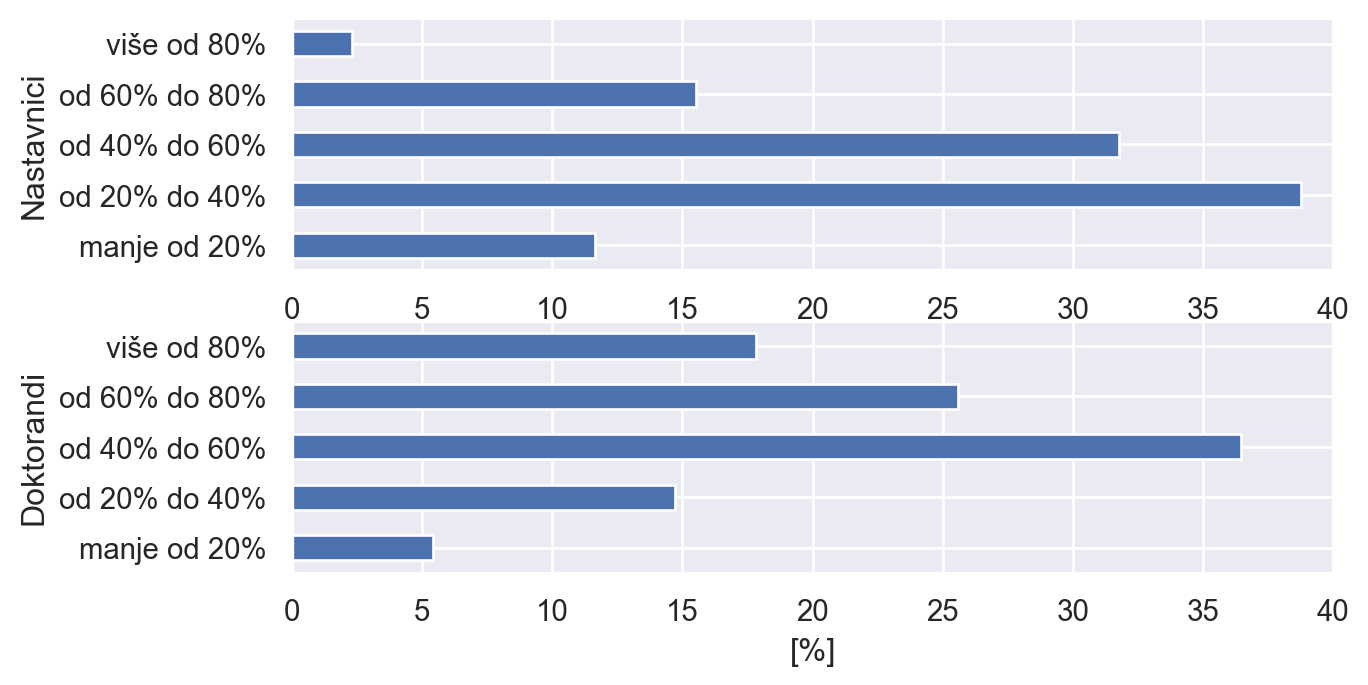 Nastavnici
više od 80%
od 60% do 80%
od 40% do 60%
od 20% do 40%
manje od 20%
0 5 10 15 20 25 30 35 40
Doktorandi
više od 80%
od 60% do 80%
od 40% do 60%
od 20% do 40%
manje od 20%
0 5 10 15 20 25 30 35 40
[%]